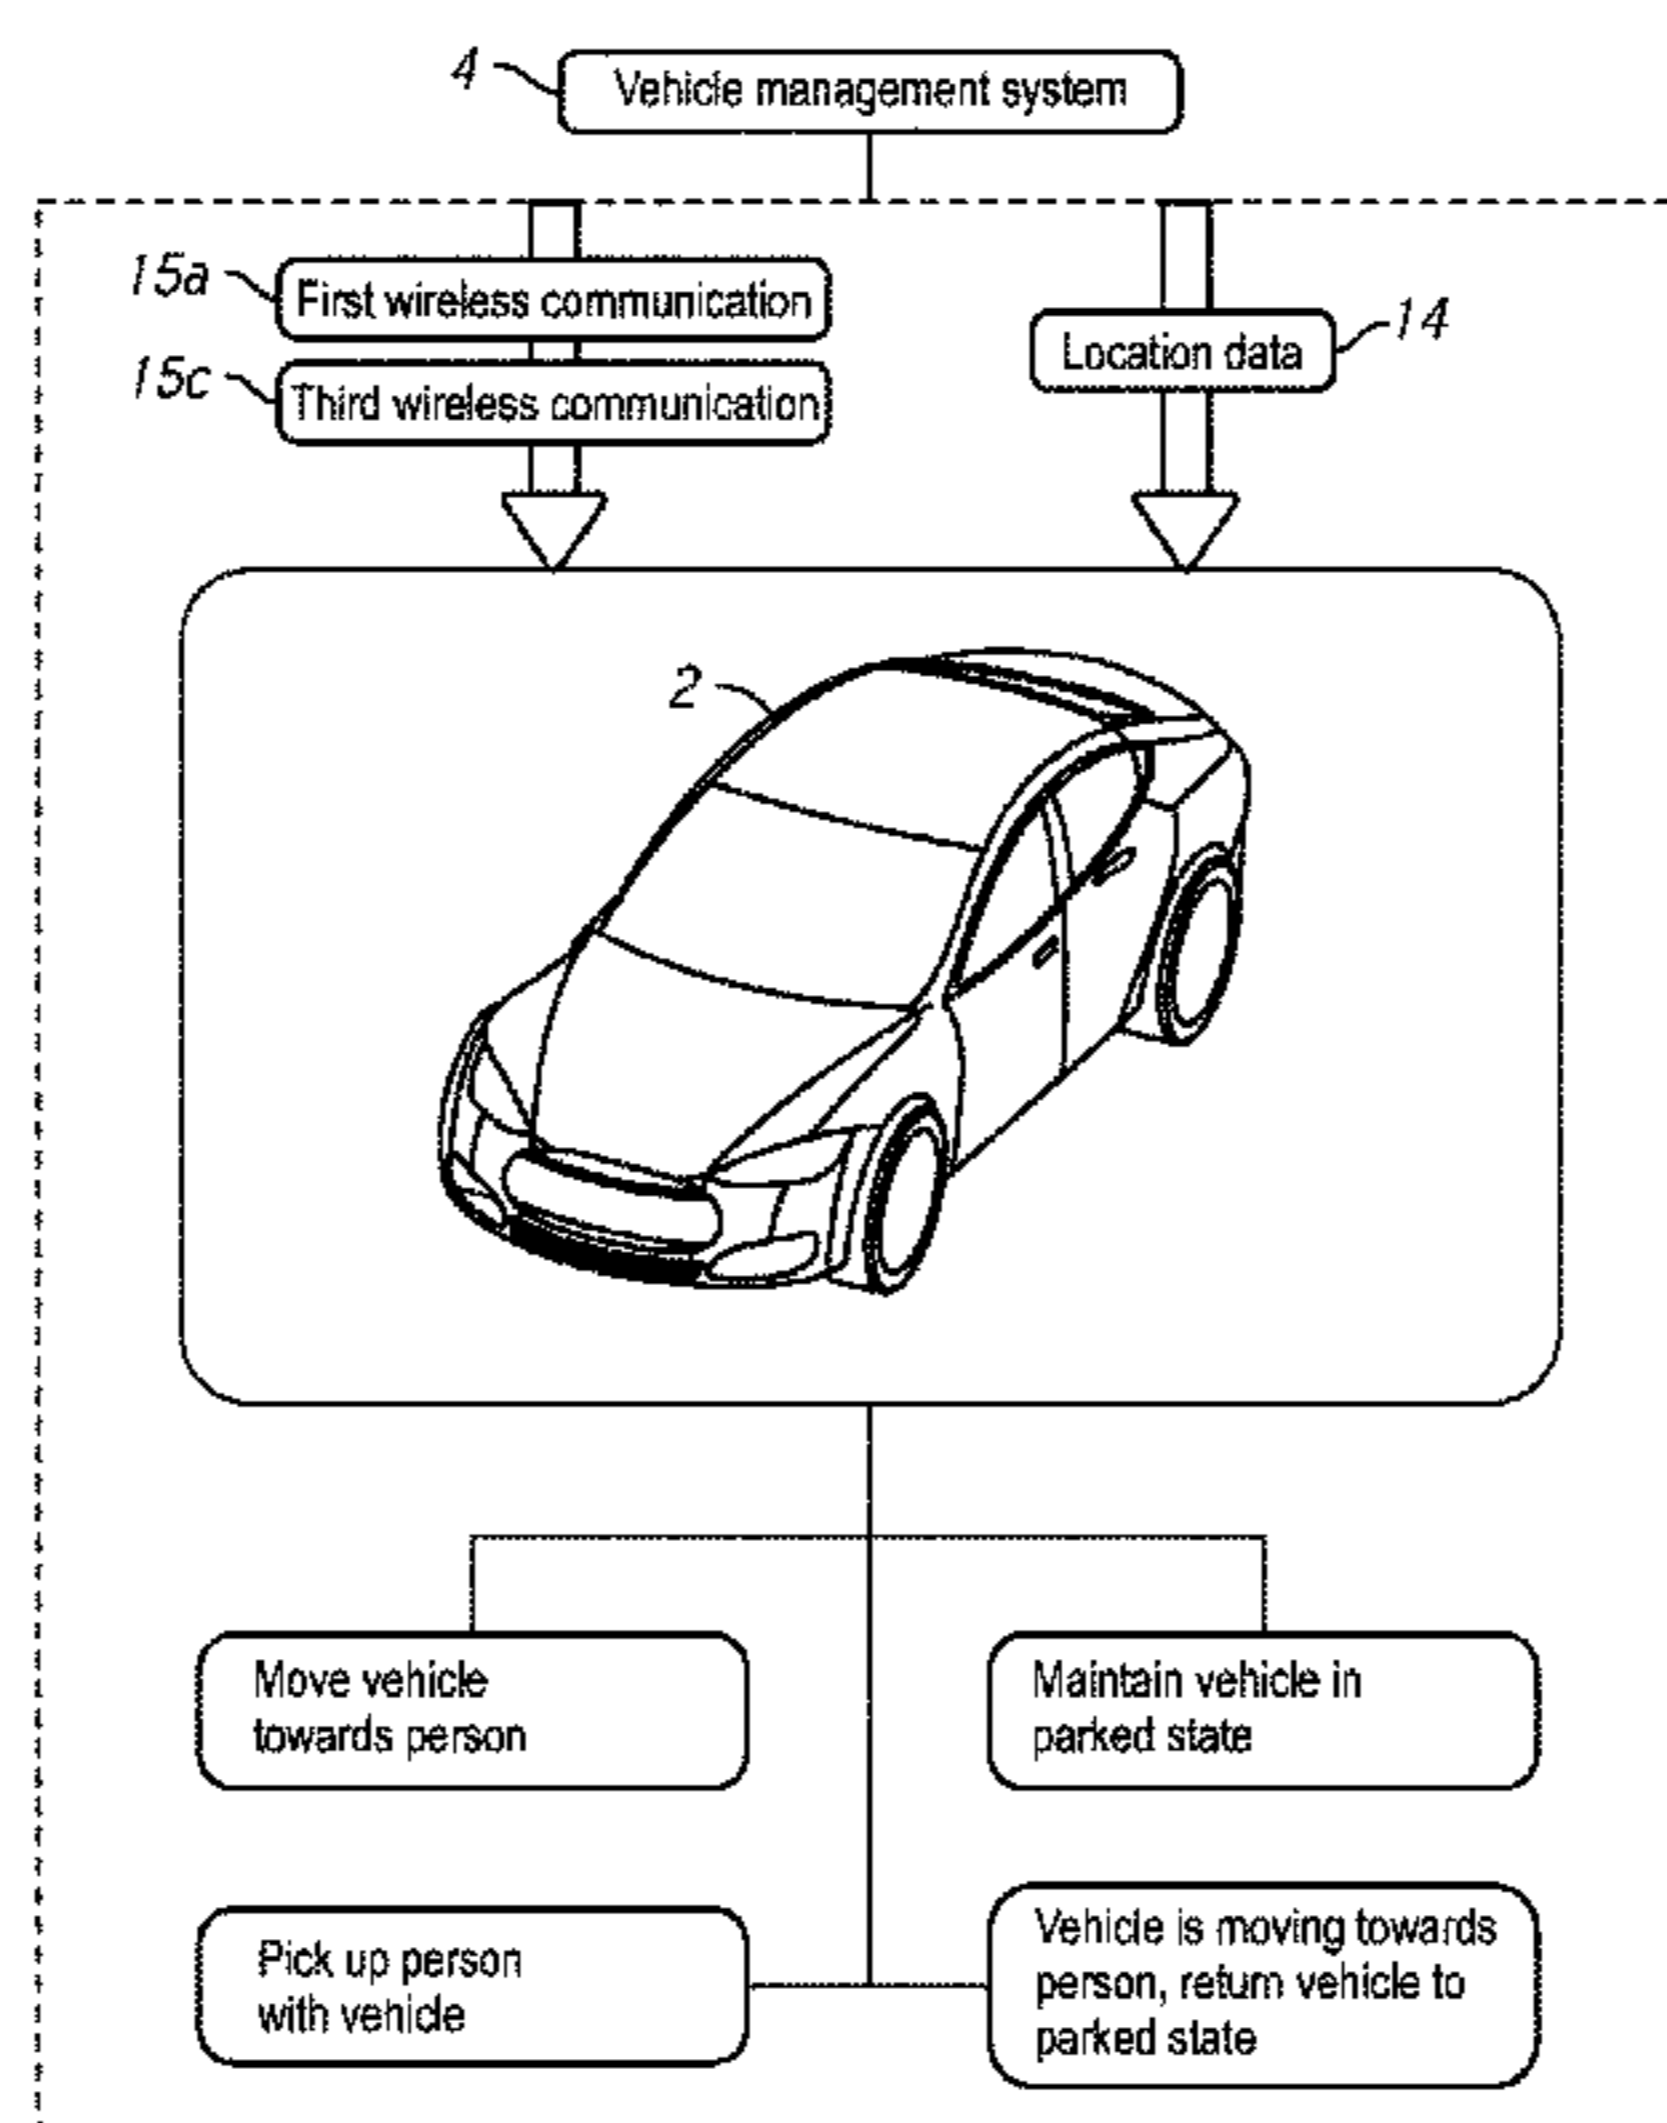 4
Vehicle management system
15a
First wireless communication
15c
Third wireless communication
Location data
14
2
Move vehicle
towards person
Maintain vehicle in
parked state
Pick up person
with vehicle
Vehicle is moving towards
person, return vehicle to
parked state